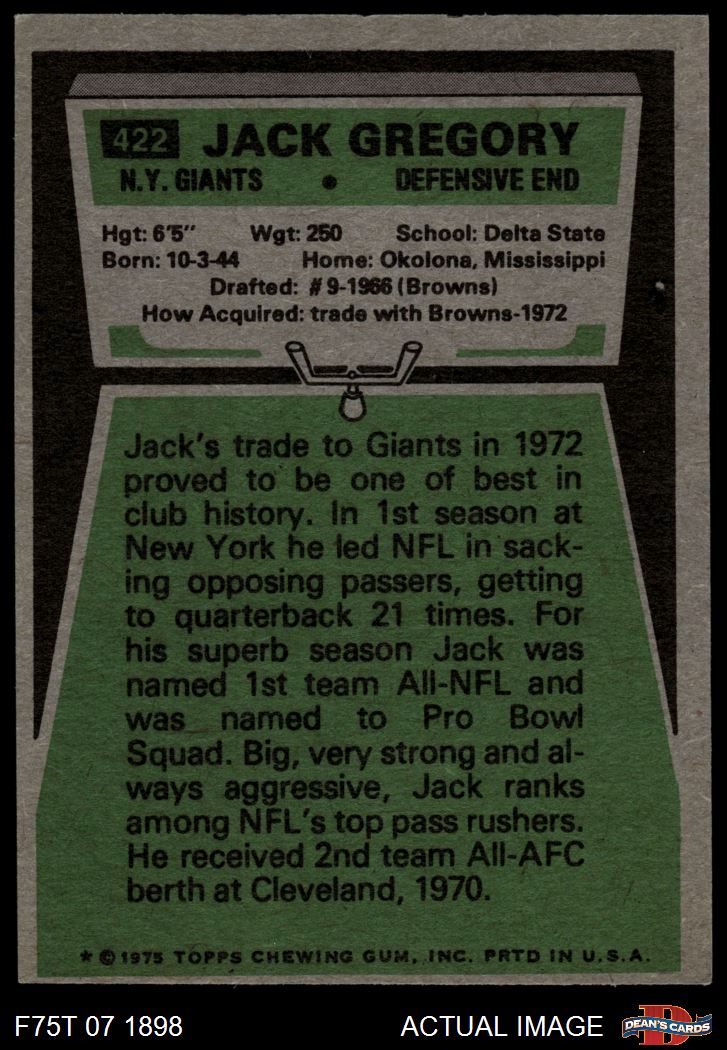 422 JACK GREGORY
N.Y. GIANTS • DEFENSIVE END
Hgt: 6'5" Wgt: 250 School: Delta State
Born: 10-3-44 Home: Okolona, Mississippi
Drafted: #9-1966 (Browns)
How Acquired: trade with Browns-1972
Jack's trade to Giants in 1972
proved to be one of best in
club history. In 1st season at
New York he led NFL in sack-
ing opposing passers, getting
to quarterback 21 times. For
his superb season Jack was
named 1st team All-NFL and
was named to Pro Bowl
Squad. Big, very strong and al-
ways aggressive, Jack ranks
among NFL's top pass rushers.
He received 2nd team All-AFC
berth at Cleveland, 1970.
* © 1975 TOPPS CHEWING GUM, INC. PRTD IN U.S.A.
F75T 07 1898 ACTUAL IMAGE D DEAN'S CARDS